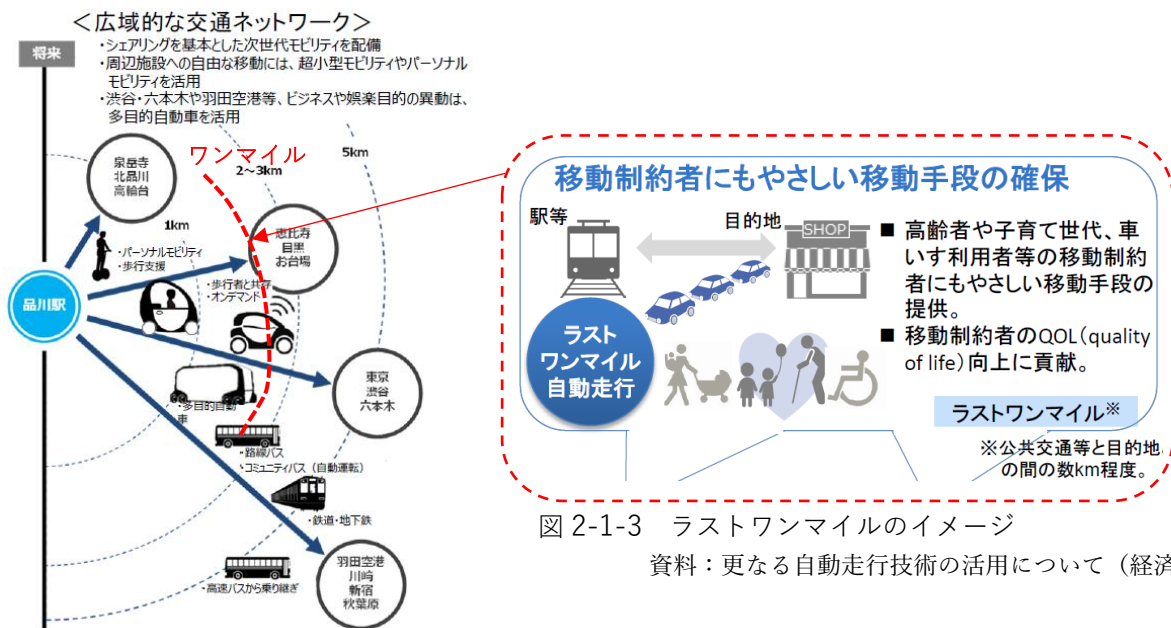 ＜広域的な交通ネットワーク＞
将来
・シェアリングを基本とした次世代モビリティを配備
・周辺施設への自由な移動には、超小型モビリティやパーソナル
モビリティを活用
・渋谷・六本木や羽田空港等、ビジネスや娯楽目的の異動は、
多目的自動車を活用
ワンマイル
5km
2～3km
1km
泉岳寺
北品川
高輪台
・パーソナルモビリティ
・歩行支援
恵比寿
目黒
お台場
品川駅
・歩行者と共存
・オンデマンド
東京
渋谷
六本木
・多目的自動
車
・路線バス
・コミュニティバス（自動運転）
・鉄道・地下鉄
・高速バスから乗り継ぎ
羽田空港
川崎
新宿
秋葉原
移動制約者にもやさしい移動手段の確保
駅等
目的地
SHOP
ラスト
ワンマイル
自動走行
■ 高齢者や子育て世代、車
いす利用者等の移動制約
者にもやさしい移動手段の
提供。
■ 移動制約者のQOL（quality
of life）向上に貢献。
ラストワンマイル※
※公共交通等と目的地
の間の数km程度。
図 2-1-3　ラストワンマイルのイメージ
資料：更なる自動走行技術の活用について（経済